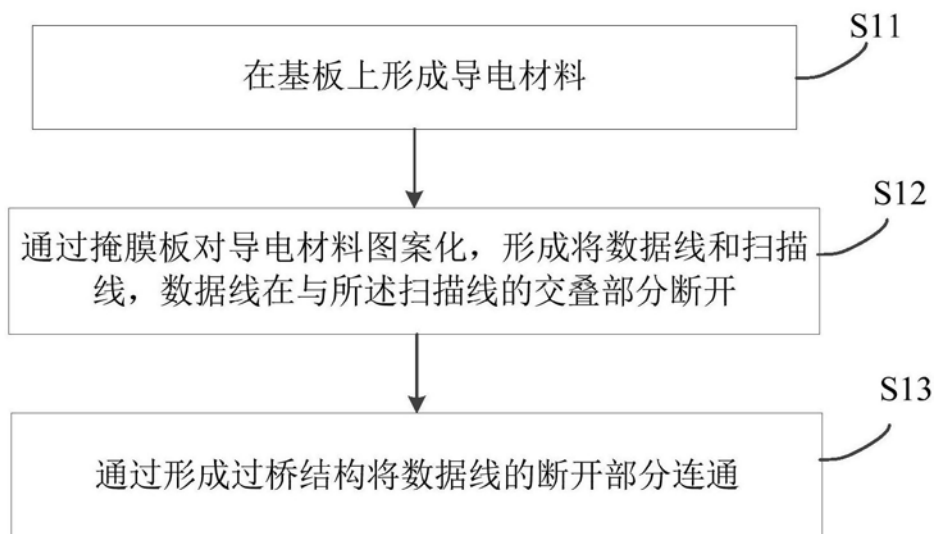 S11
在基板上形成导电材料
S12
通过掩膜板对导电材料图案化，形成将数据线和扫描
线，数据线在与所述扫描线的交叠部分断开
S13
通过形成过桥结构将数据线的断开部分连通